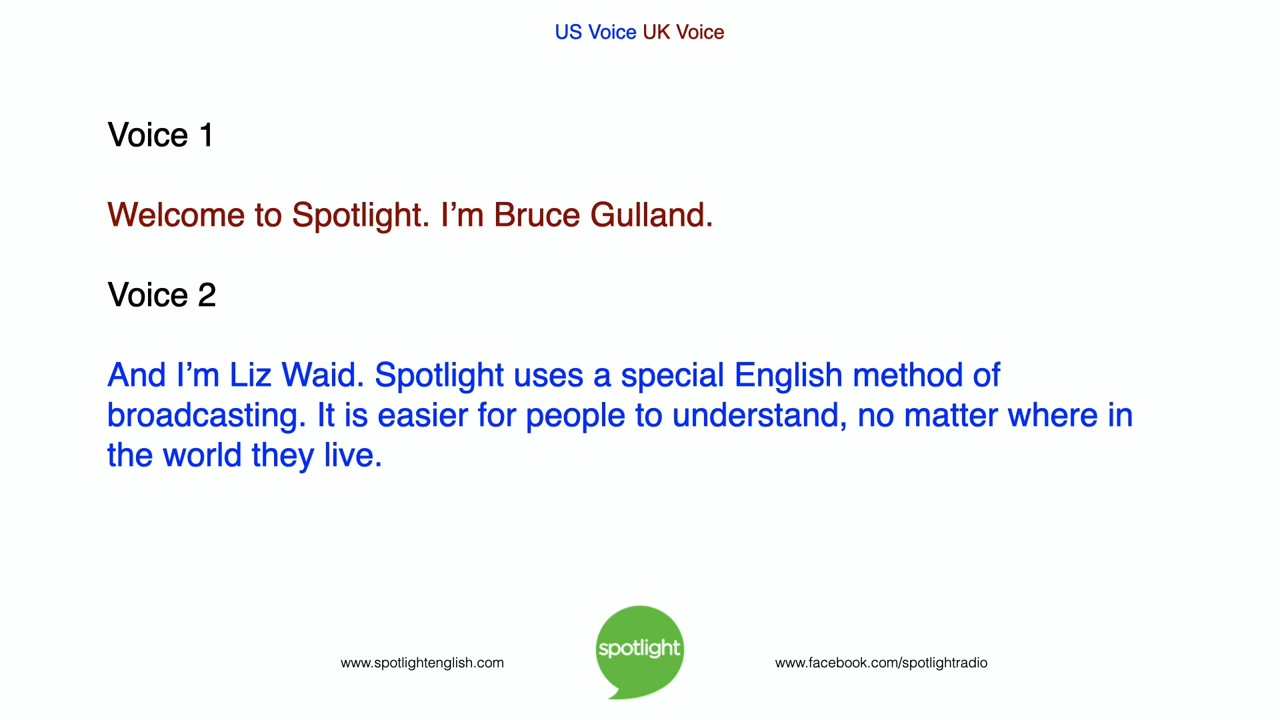 US Voice UK Voice
Voice 1
Welcome to Spotlight. I’m Bruce Gulland.
Voice 2
And I’m Liz Waid. Spotlight uses a special English method of
broadcasting. It is easier for people to understand, no matter where in
the world they live.
www.spotlightenglish.com
spotlight
www.facebook.com/spotlightradio